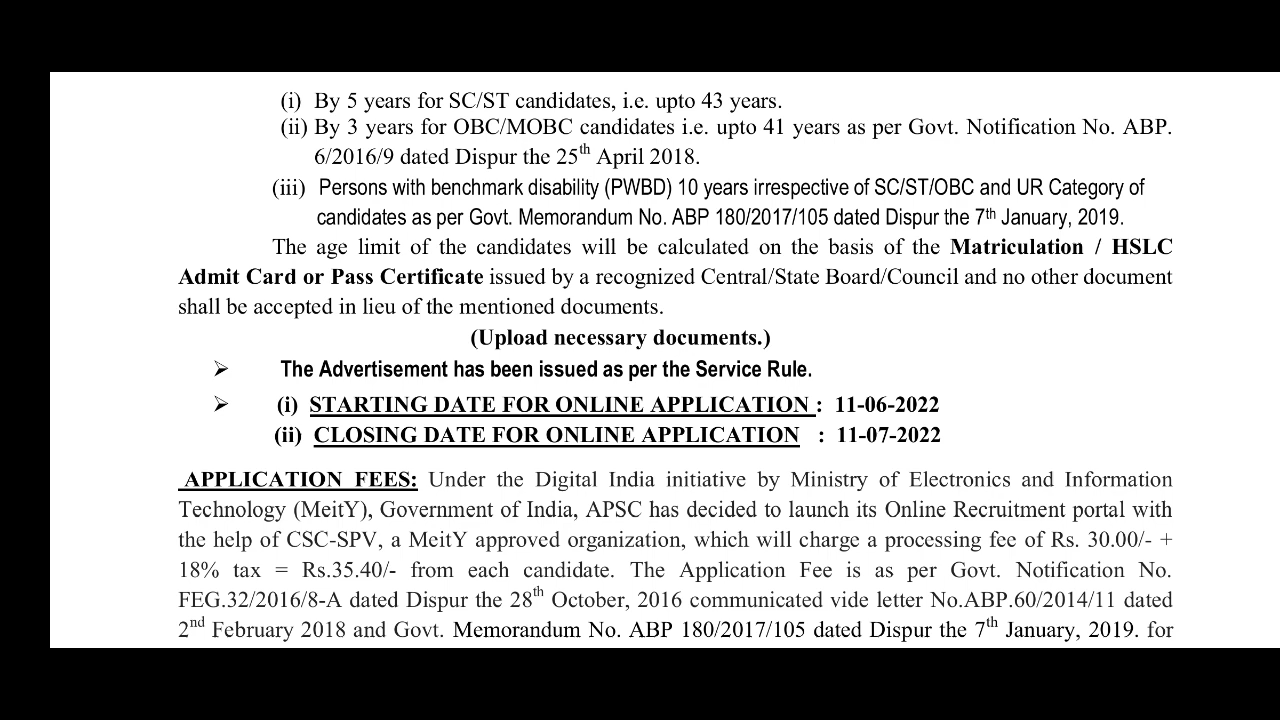 (i) By 5 years for SC/ST candidates, i.e. upto 43 years.
(ii) By 3 years for OBC/MOBC candidates i.e. upto 41 years as per Govt. Notification No. ABP.
6/2016/9 dated Dispur the 25th April 2018.
(iii) Persons with benchmark disability (PWBD) 10 years irrespective of SC/ST/OBC and UR Category of
candidates as per Govt. Memorandum No. ABP 180/2017/105 dated Dispur the 7th January, 2019.
The age limit of the candidates will be calculated on the basis of the Matriculation / HSLC
Admit Card or Pass Certificate issued by a recognized Central/State Board/Council and no other document
shall be accepted in lieu of the mentioned documents.
(Upload necessary documents.)
➢ The Advertisement has been issued as per the Service Rule.
➢ (i) STARTING DATE FOR ONLINE APPLICATION : 11-06-2022
(ii) CLOSING DATE FOR ONLINE APPLICATION : 11-07-2022
APPLICATION FEES: Under the Digital India initiative by Ministry of Electronics and Information
Technology (MeitY), Government of India, APSC has decided to launch its Online Recruitment portal with
the help of CSC-SPV, a MeitY approved organization, which will charge a processing fee of Rs. 30.00/- +
18% tax = Rs.35.40/- from each candidate. The Application Fee is as per Govt. Notification No.
FEG.32/2016/8-A dated Dispur the 28th October, 2016 communicated vide letter No.ABP.60/2014/11 dated
2nd February 2018 and Govt. Memorandum No. ABP 180/2017/105 dated Dispur the 7th January, 2019. for